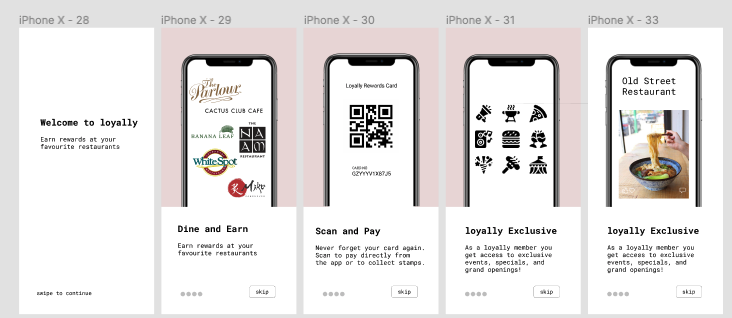 iPhone X - 28
Welcome to loyally
Earn rewards at your
favourite restaurants
swipe to continue
iPhone X - 29
The
Parlour
CACTUS CLUB CAFE
BANANA LEAF
THE
NA
AM
RESTAURANT
White Spot
Dine and Earn
Earn rewards at your
favourite restaurants
skip
iPhone X - 30
Loyally Rewards Card
CARD NO
GZYYYV1X87J5
Scan and Pay
Never forget your card again.
Scan to pay directly from
the app or to collect stamps.
skip
iPhone X - 31
loyally Exclusive
As a loyally member you
get access to exclusive
events, specials, and
grand openings!
skip
iPhone X - 33
Old Street
Restaurant
loyally Exclusive
As a loyally member you
get access to exclusive
events, specials, and
grand openings!
skip